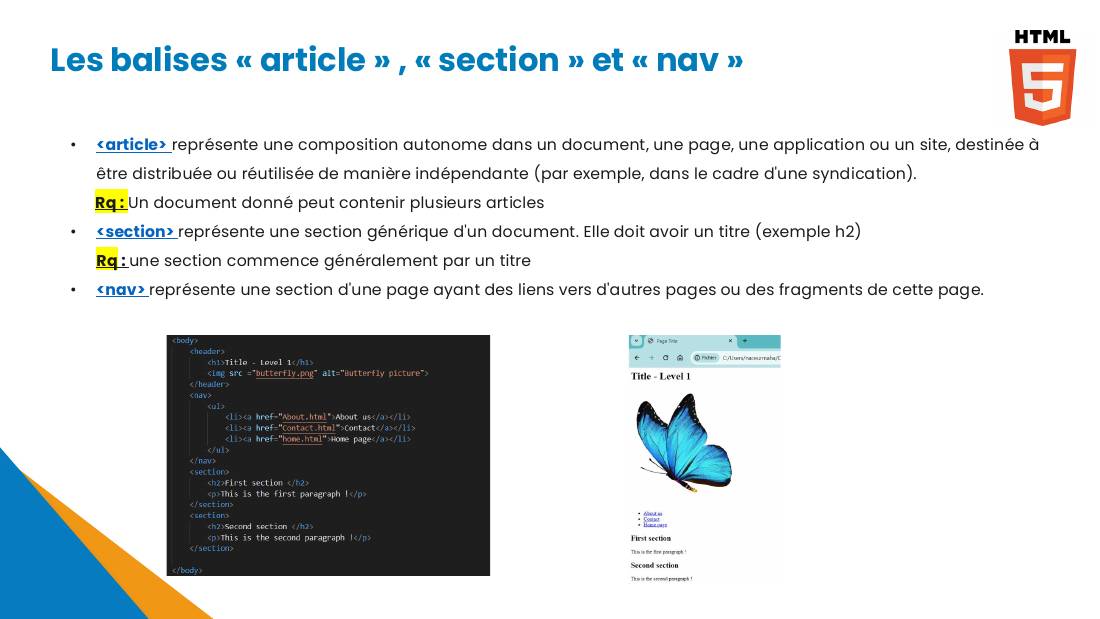 Les balises « article » , « section » et « nav »
HTML
5
• <article> représente une composition autonome dans un document, une page, une application ou un site, destinée à
être distribuée ou réutilisée de manière indépendante (par exemple, dans le cadre d'une syndication).
Rq : Un document donné peut contenir plusieurs articles
• <section> représente une section générique d'un document. Elle doit avoir un titre (exemple h2)
Rq : une section commence généralement par un titre
• <nav> représente une section d'une page ayant des liens vers d'autres pages ou des fragments de cette page.
<body>
<header>
<h1>Title - Level 1</h1>
<img src ="butterfly.png" alt="Butterfly picture">
</header>
<nav>
<ul>
<li><a href="About.html">About us</a></li>
<li><a href="Contact.html">Contact</a></li>
<li><a href="home.html">Home page</a></li>
</ul>
</nav>
<section>
<h2>First section </h2>
<p>This is the first paragraph !</p>
</section>
<section>
<h2>Second section </h2>
<p>This is the second paragraph !</p>
</section>
</body>
Page Title
Fichier
Title - Level 1
• About us
• Contact
• Home page
First section
This is the first paragraph !
Second section
This is the second paragraph !